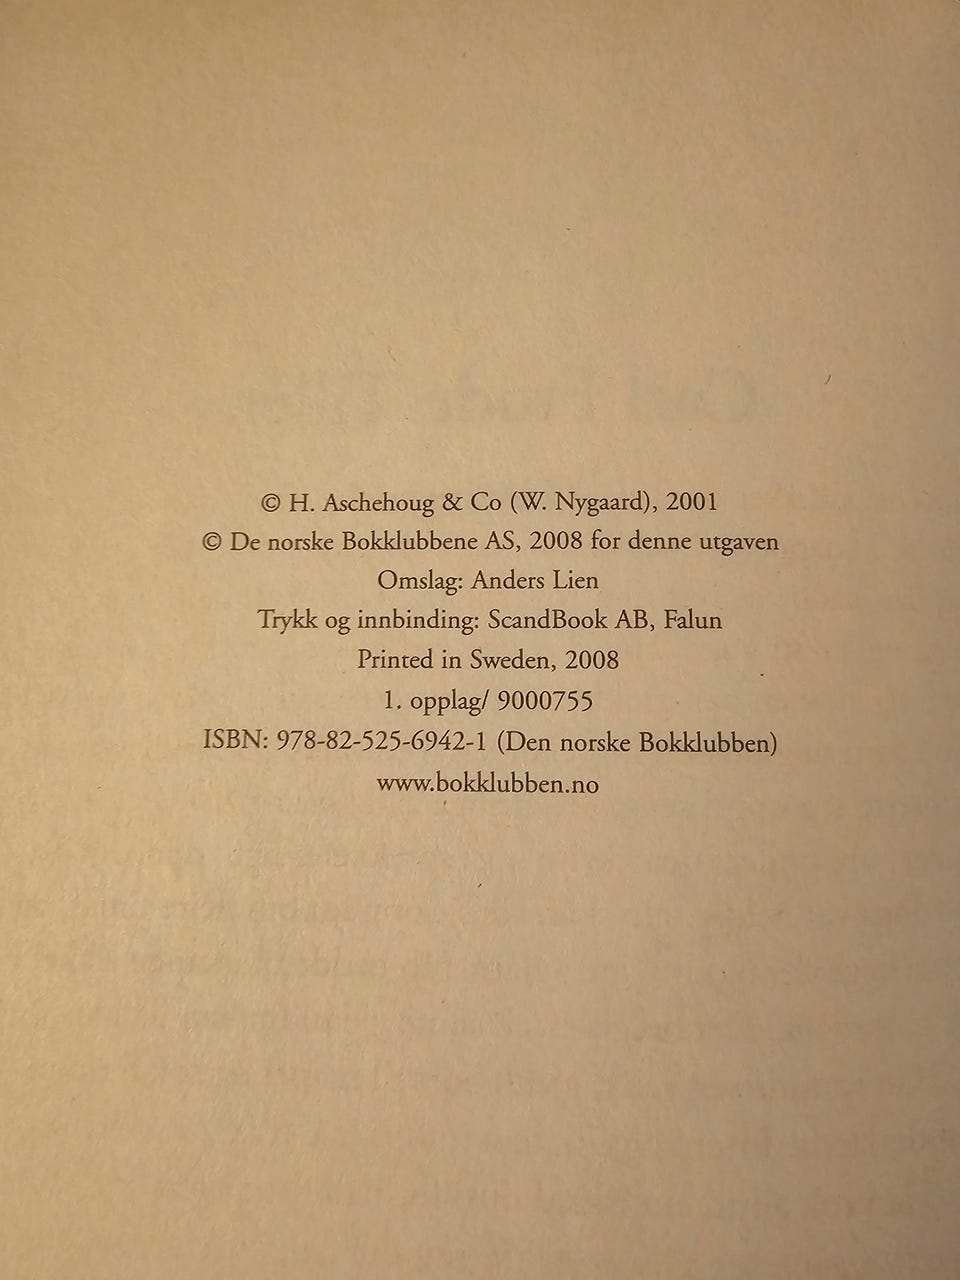 © H. Aschehoug & Co (W. Nygaard), 2001
© De norske Bokklubbene AS, 2008 for denne utgaven
Omslag: Anders Lien
Trykk og innbinding: ScandBook AB, Falun
Printed in Sweden, 2008
1. opplag/ 9000755
ISBN: 978-82-525-6942-1 (Den norske Bokklubben)
www.bokklubben.no